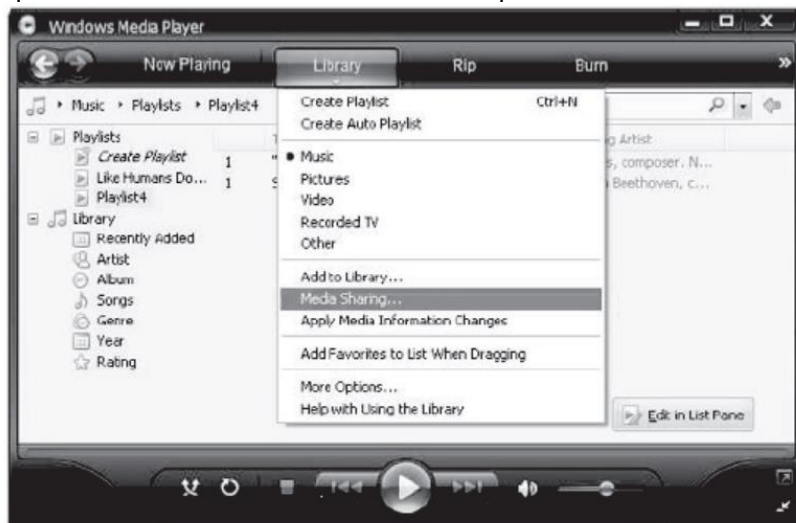 Windows Media Player
Now Playing Library Rip Burn »
Music ▸ Playlists ▸ Playlist4
Create Playlist Ctrl+N
Create Auto Playlist
Music
Pictures
Video
Recorded TV
Other
Add to Library...
Media Sharing...
Apply Media Information Changes
Add Favorites to List When Dragging
More Options...
Help with Using the Library
Playlists
Create Playlist
Like Humans Do...
Playlist4
Library
Recently Added
Artist
Album
Songs
Genre
Year
Rating
1
1 S
g Artist
s, composer. N...
Beethoven, c...
Edit in List Pane